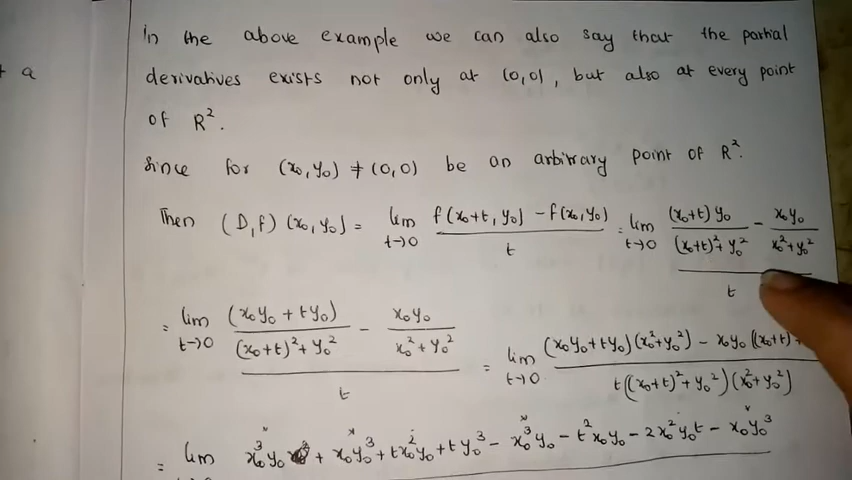 in the above example we can also say that the partial
derivatives exists not only at (0,0), but also at every point
of R².
Since for (x₀,y₀) ≠ (0,0) be an arbitrary point of R².
Then (D₁f)(x₀,y₀) = lim t→0 f(x₀+t, y₀) - f(x₀,y₀) / t = lim t→0 (x₀+t)y₀ / (x₀+t)²+y₀² - x₀y₀ / x₀²+y₀² / t
= lim t→0 (x₀y₀ + ty₀) / (x₀+t)²+y₀² - x₀y₀ / x₀²+y₀² / t = lim t→0 (x₀y₀+ty₀)(x₀²+y₀²) - x₀y₀((x₀+t) / t((x₀+t)²+y₀²)(x₀²+y₀²)
= lim x₀³y₀ + x₀y₀³ + tx₀²y₀ + ty₀³ - x₀³y₀ - t²x₀y₀ - 2x₀²y₀t - x₀y₀³
a